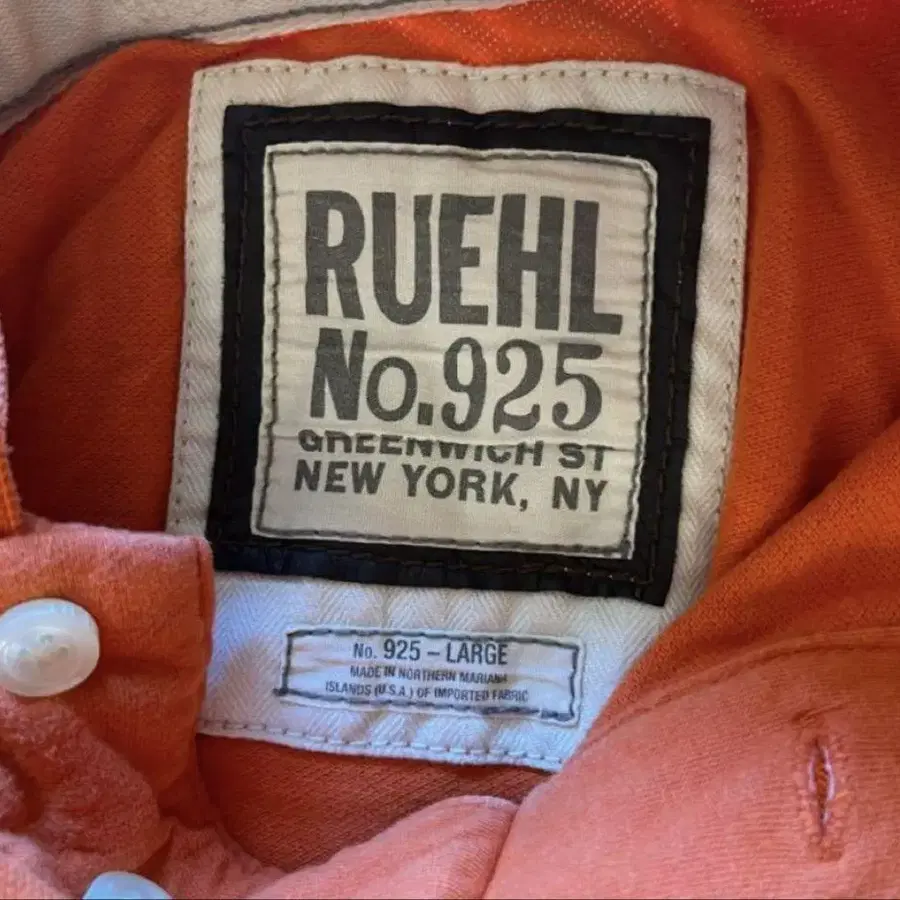 RUEHL
No.925
GREENWICH ST
NEW YORK, NY
No. 925 – LARGE
MADE IN NORTHERN MARIANA
ISLANDS (U.S.A.) OF IMPORTED FABRIC